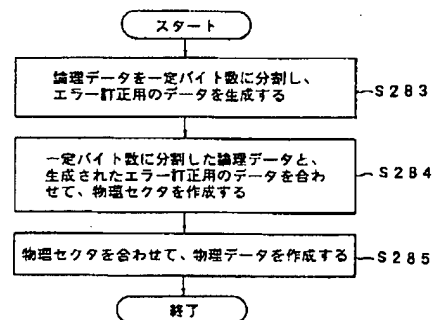 スタート
論理データを一定バイト数に分割し、
エラー訂正用のデータを生成する
S283
一定バイト数に分割した論理データと、
生成されたエラー訂正用のデータを合わ
せて、物理セクタを作成する
S284
物理セクタを合わせて、物理データを作成する
S285
終了